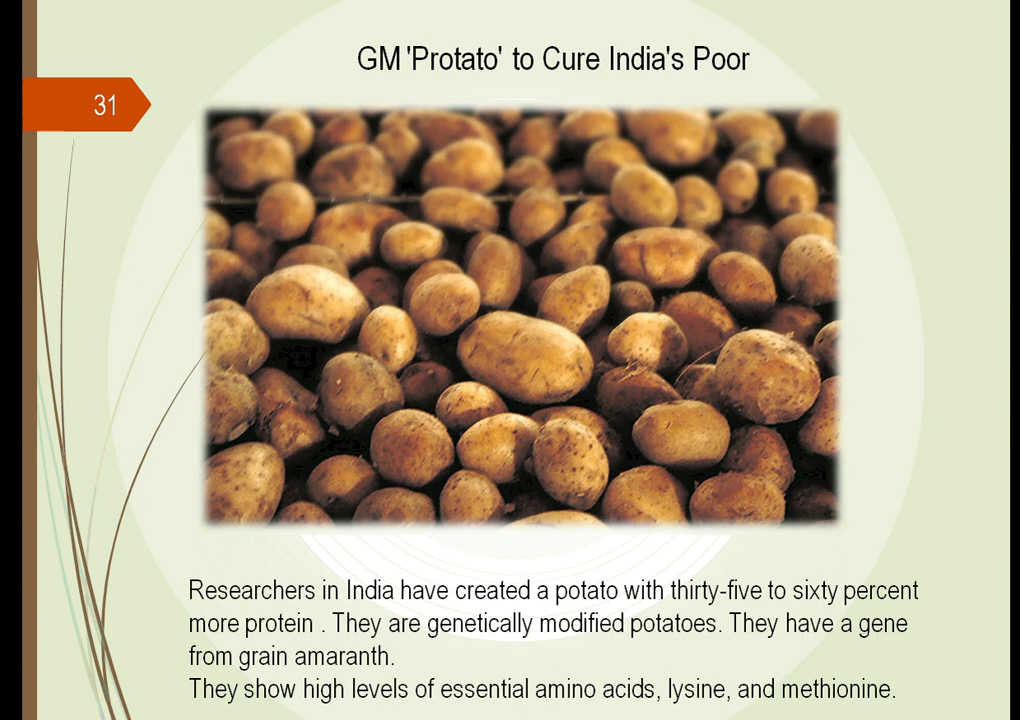 GM 'Protato' to Cure India's Poor
31
Researchers in India have created a potato with thirty-five to sixty percent
more protein . They are genetically modified potatoes. They have a gene
from grain amaranth.
They show high levels of essential amino acids, lysine, and methionine.